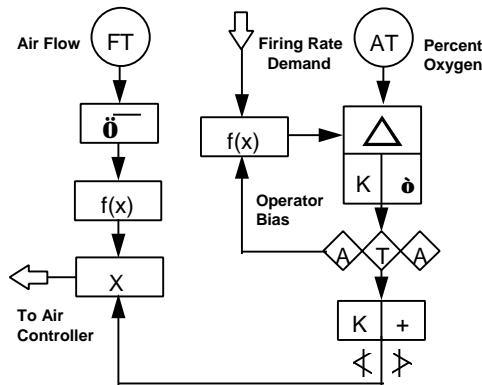 Air Flow
FT
Firing Rate
Demand
AT
Percent
Oxygen
Ö
f(x)
K
ò
f(x)
Operator
Bias
A
T
A
X
To Air
Controller
K
+